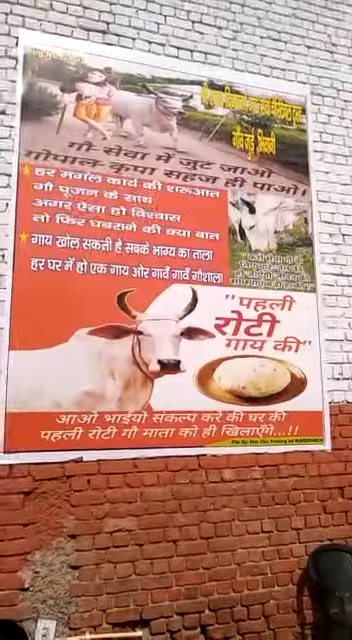 गाँव नुई, भिवानी
गौ-सेवा में जुट जाओ
गोपाल-कृपा सहज ही पाओ।
हर मंगल कार्य की शुरुआत
गौ पूजन के साथ
अगर ऐसा हो विश्वास
तो फिर घबराने की क्या बात
गाय खोल सकती है सबके भाग्य का ताला
हर घर में हो एक गाय और गावँ गावँ गौशाला
"पहली
रोटी
गाय की"
आओ भाईयो संकल्प करे की घर की
पहली रोटी गौ माता को ही खिलाएँगे...!!